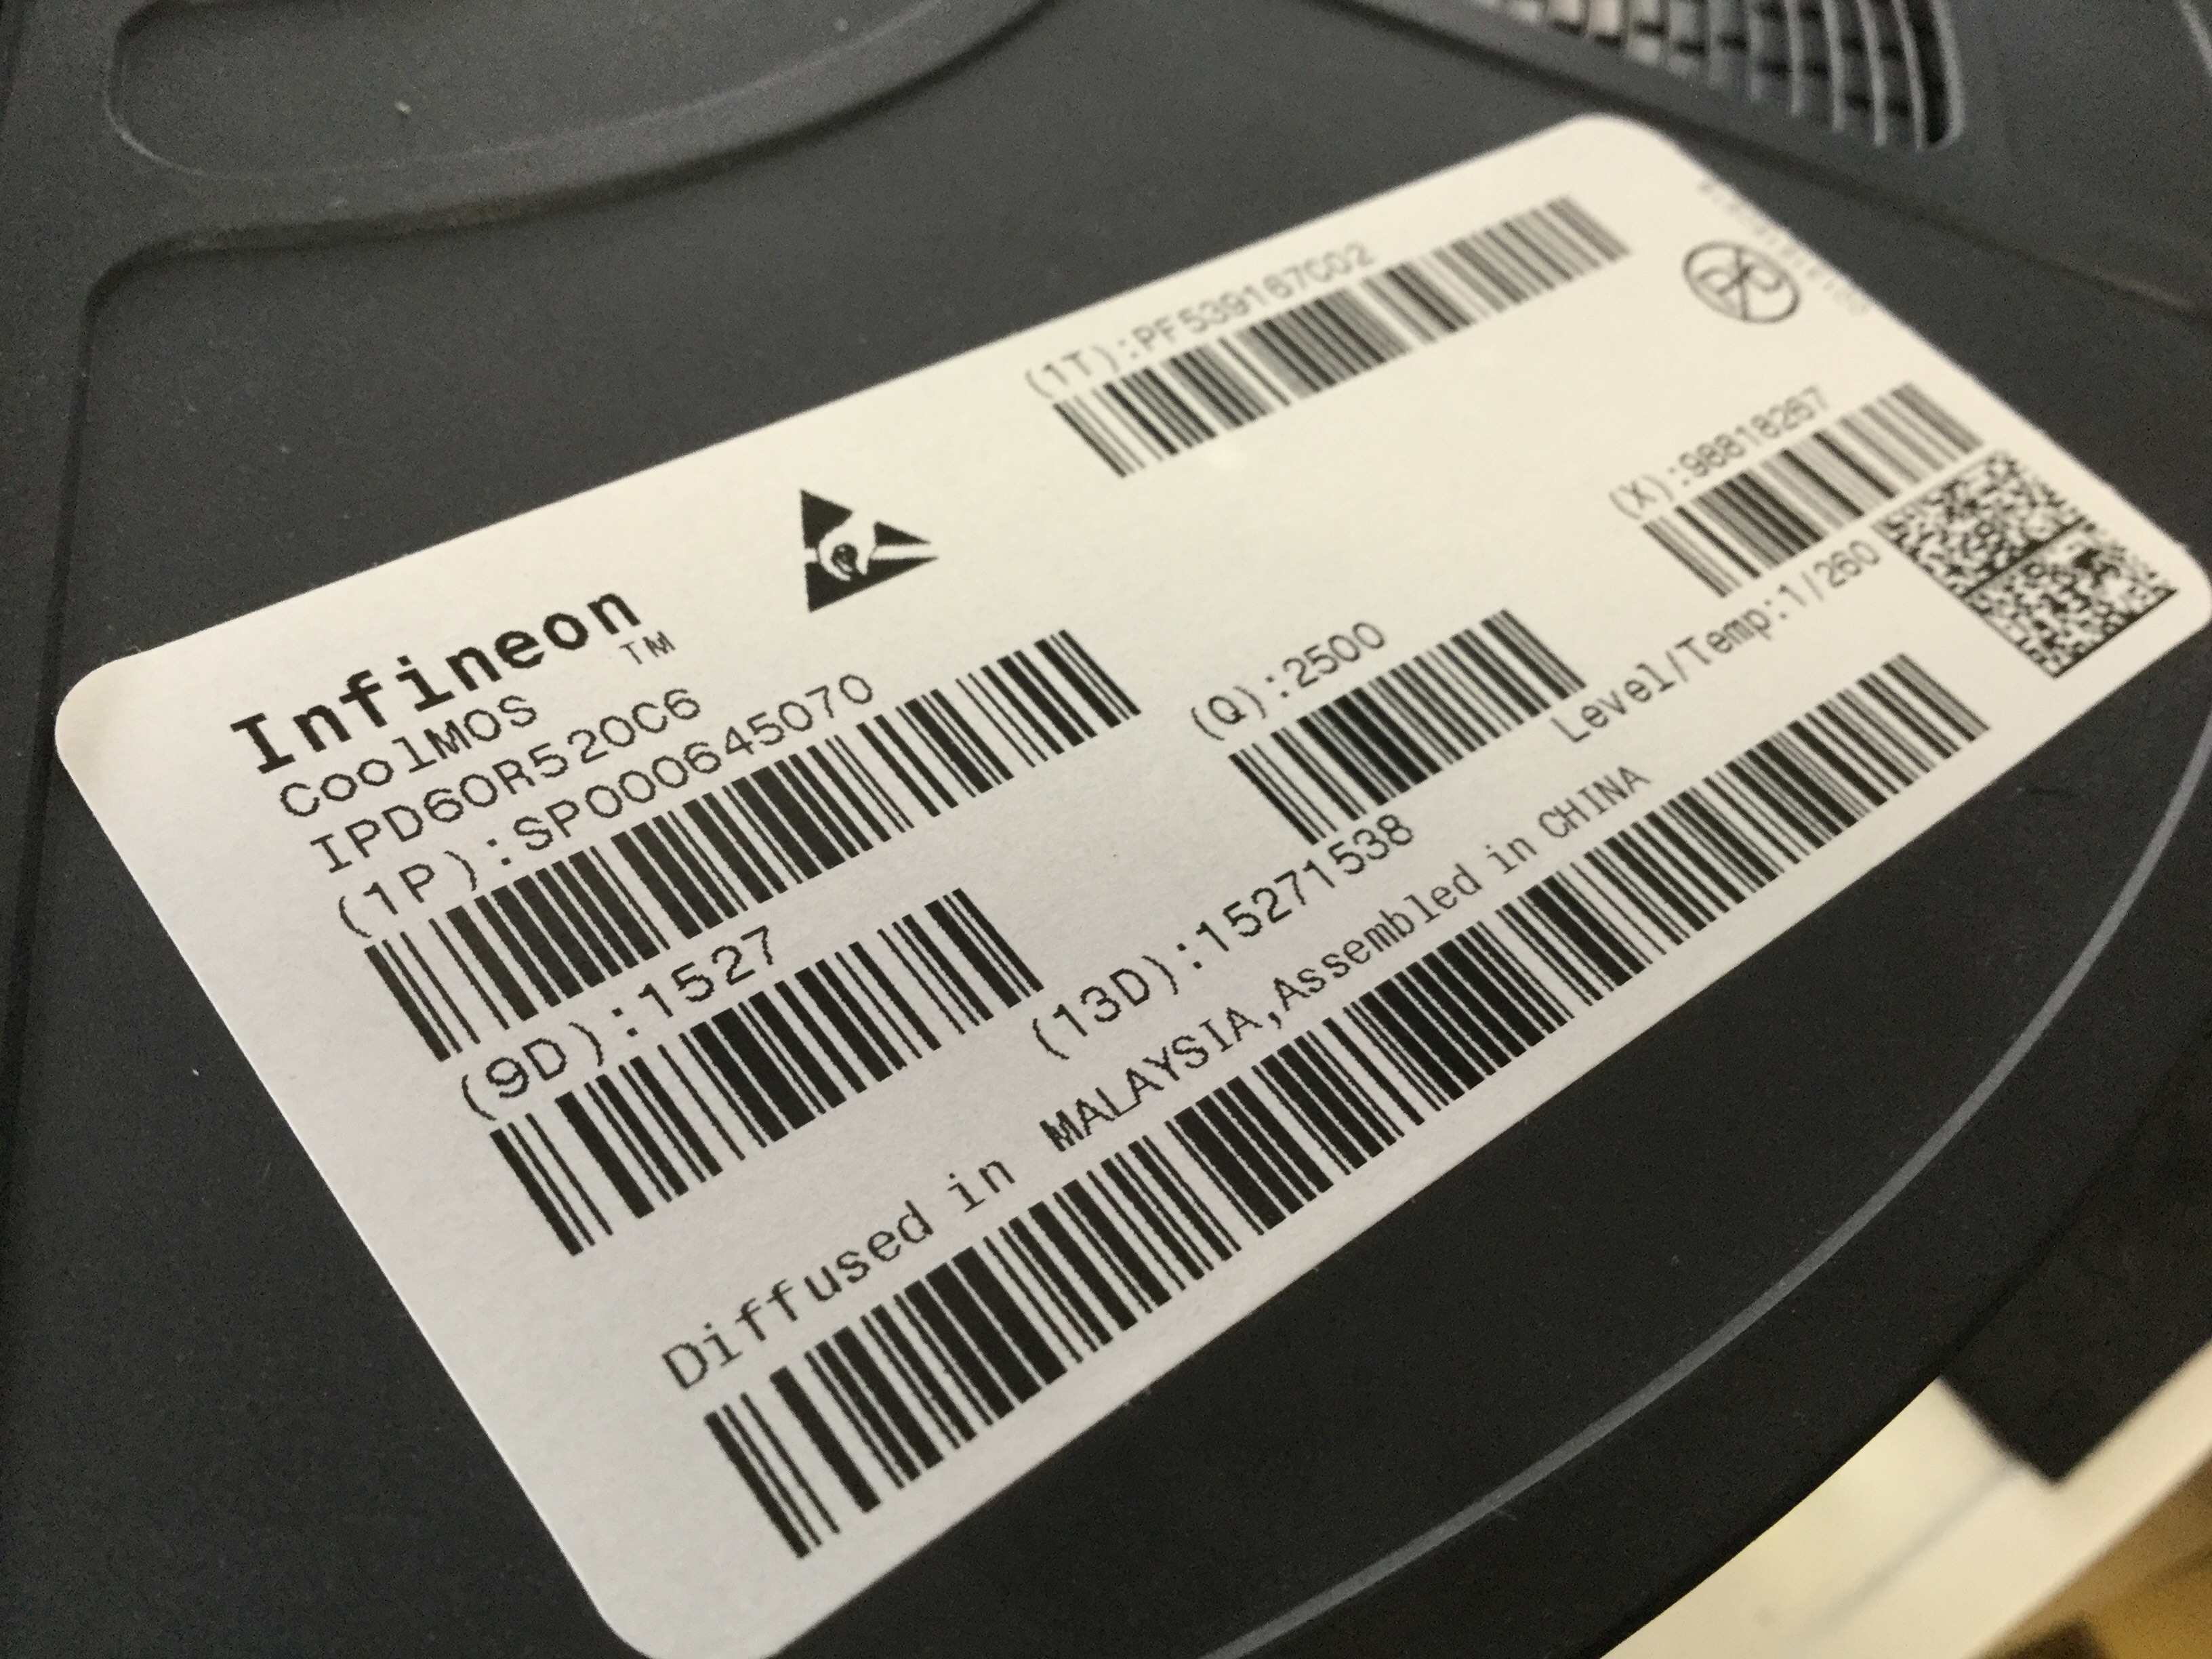 Infineon
CoolMOS TM
IPD60R520C6
(1P):SP000645070
(9D):1527
(1T):PF539167C02
(Q):2500
(13D):15271538
(X):98818267
Level/Temp:1/260
Diffused in MALAYSIA,Assembled in CHINA
Pb